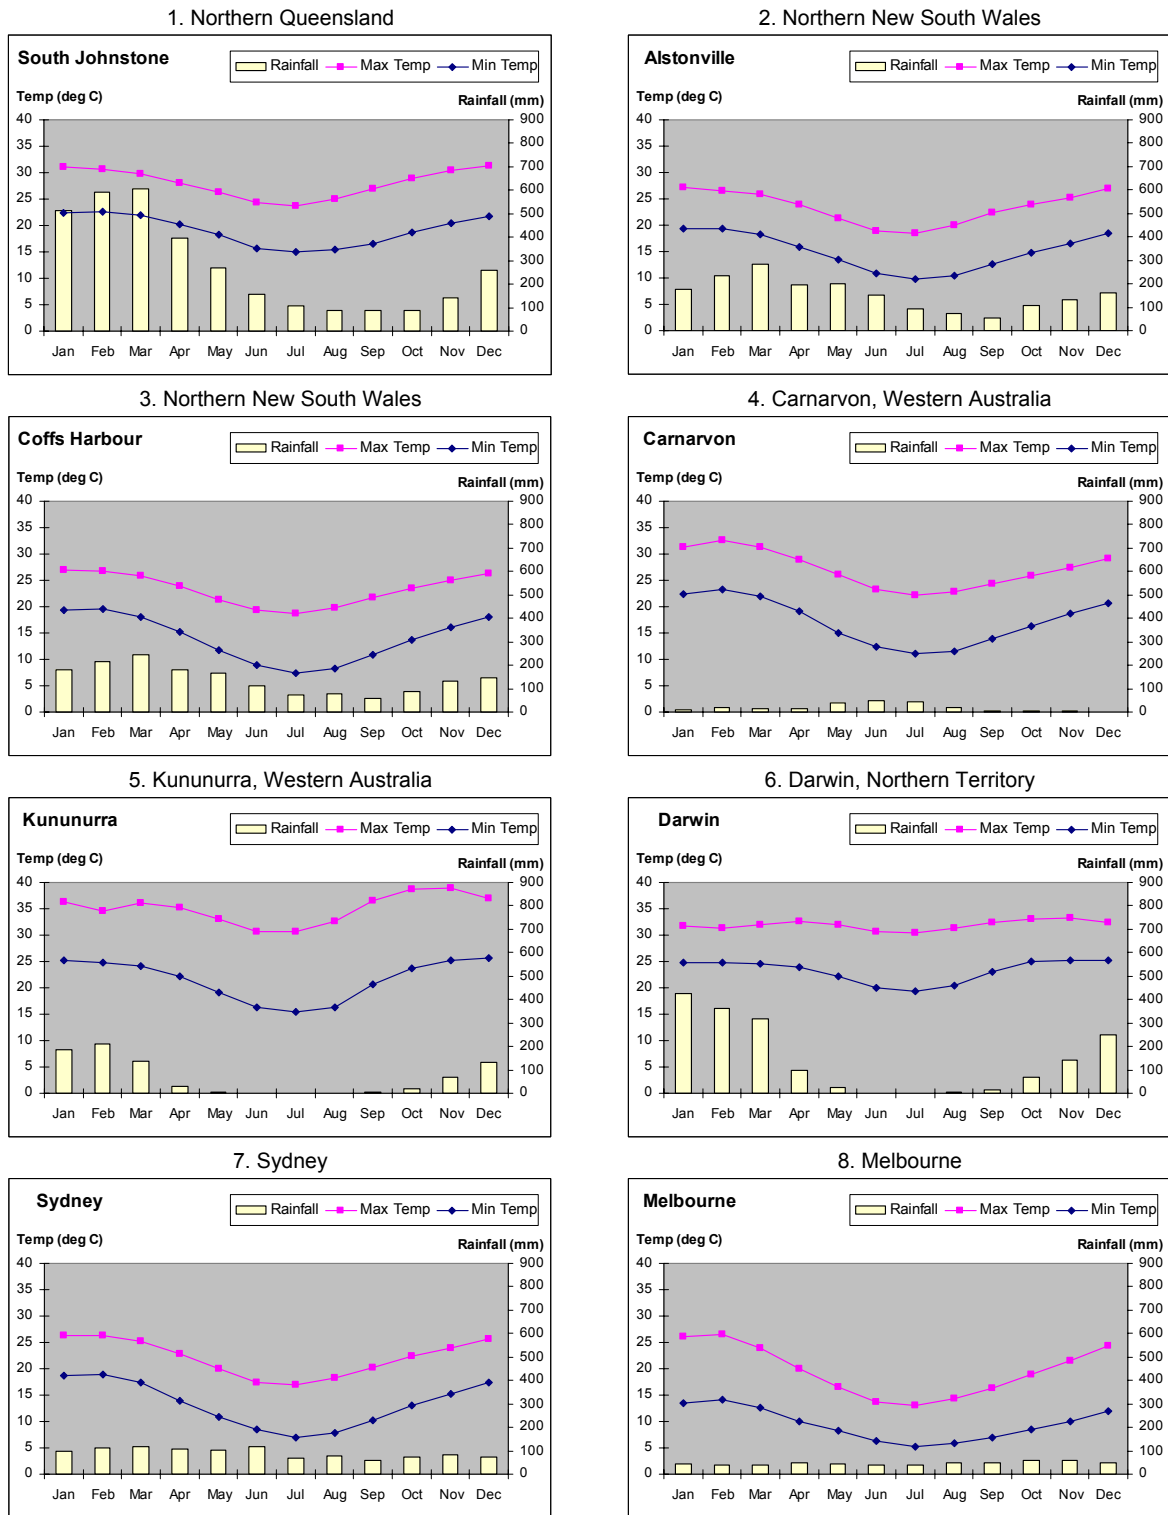 1. Northern Queensland
South Johnstone
Rainfall Max Temp Min Temp
Temp (deg C)
Rainfall (mm)
40 900
35 800
30 700
25 600
20 500
15 400
10 300
5 200
0 100
0
Jan Feb Mar Apr May Jun Jul Aug Sep Oct Nov Dec
2. Northern New South Wales
Alstonville
Rainfall Max Temp Min Temp
Temp (deg C)
Rainfall (mm)
40 900
35 800
30 700
25 600
20 500
15 400
10 300
5 200
0 100
0
Jan Feb Mar Apr May Jun Jul Aug Sep Oct Nov Dec
3. Northern New South Wales
Coffs Harbour
Rainfall Max Temp Min Temp
Temp (deg C)
Rainfall (mm)
40 900
35 800
30 700
25 600
20 500
15 400
10 300
5 200
0 100
0
Jan Feb Mar Apr May Jun Jul Aug Sep Oct Nov Dec
4. Carnarvon, Western Australia
Carnarvon
Rainfall Max Temp Min Temp
Temp (deg C)
Rainfall (mm)
40 900
35 800
30 700
25 600
20 500
15 400
10 300
5 200
0 100
0
Jan Feb Mar Apr May Jun Jul Aug Sep Oct Nov Dec
5. Kununurra, Western Australia
Kununurra
Rainfall Max Temp Min Temp
Temp (deg C)
Rainfall (mm)
40 900
35 800
30 700
25 600
20 500
15 400
10 300
5 200
0 100
0
Jan Feb Mar Apr May Jun Jul Aug Sep Oct Nov Dec
6. Darwin, Northern Territory
Darwin
Rainfall Max Temp Min Temp
Temp (deg C)
Rainfall (mm)
40 900
35 800
30 700
25 600
20 500
15 400
10 300
5 200
0 100
0
Jan Feb Mar Apr May Jun Jul Aug Sep Oct Nov Dec
7. Sydney
Sydney
Rainfall Max Temp Min Temp
Temp (deg C)
Rainfall (mm)
40 900
35 800
30 700
25 600
20 500
15 400
10 300
5 200
0 100
0
Jan Feb Mar Apr May Jun Jul Aug Sep Oct Nov Dec
8. Melbourne
Melbourne
Rainfall Max Temp Min Temp
Temp (deg C)
Rainfall (mm)
40 900
35 800
30 700
25 600
20 500
15 400
10 300
5 200
0 100
0
Jan Feb Mar Apr May Jun Jul Aug Sep Oct Nov Dec